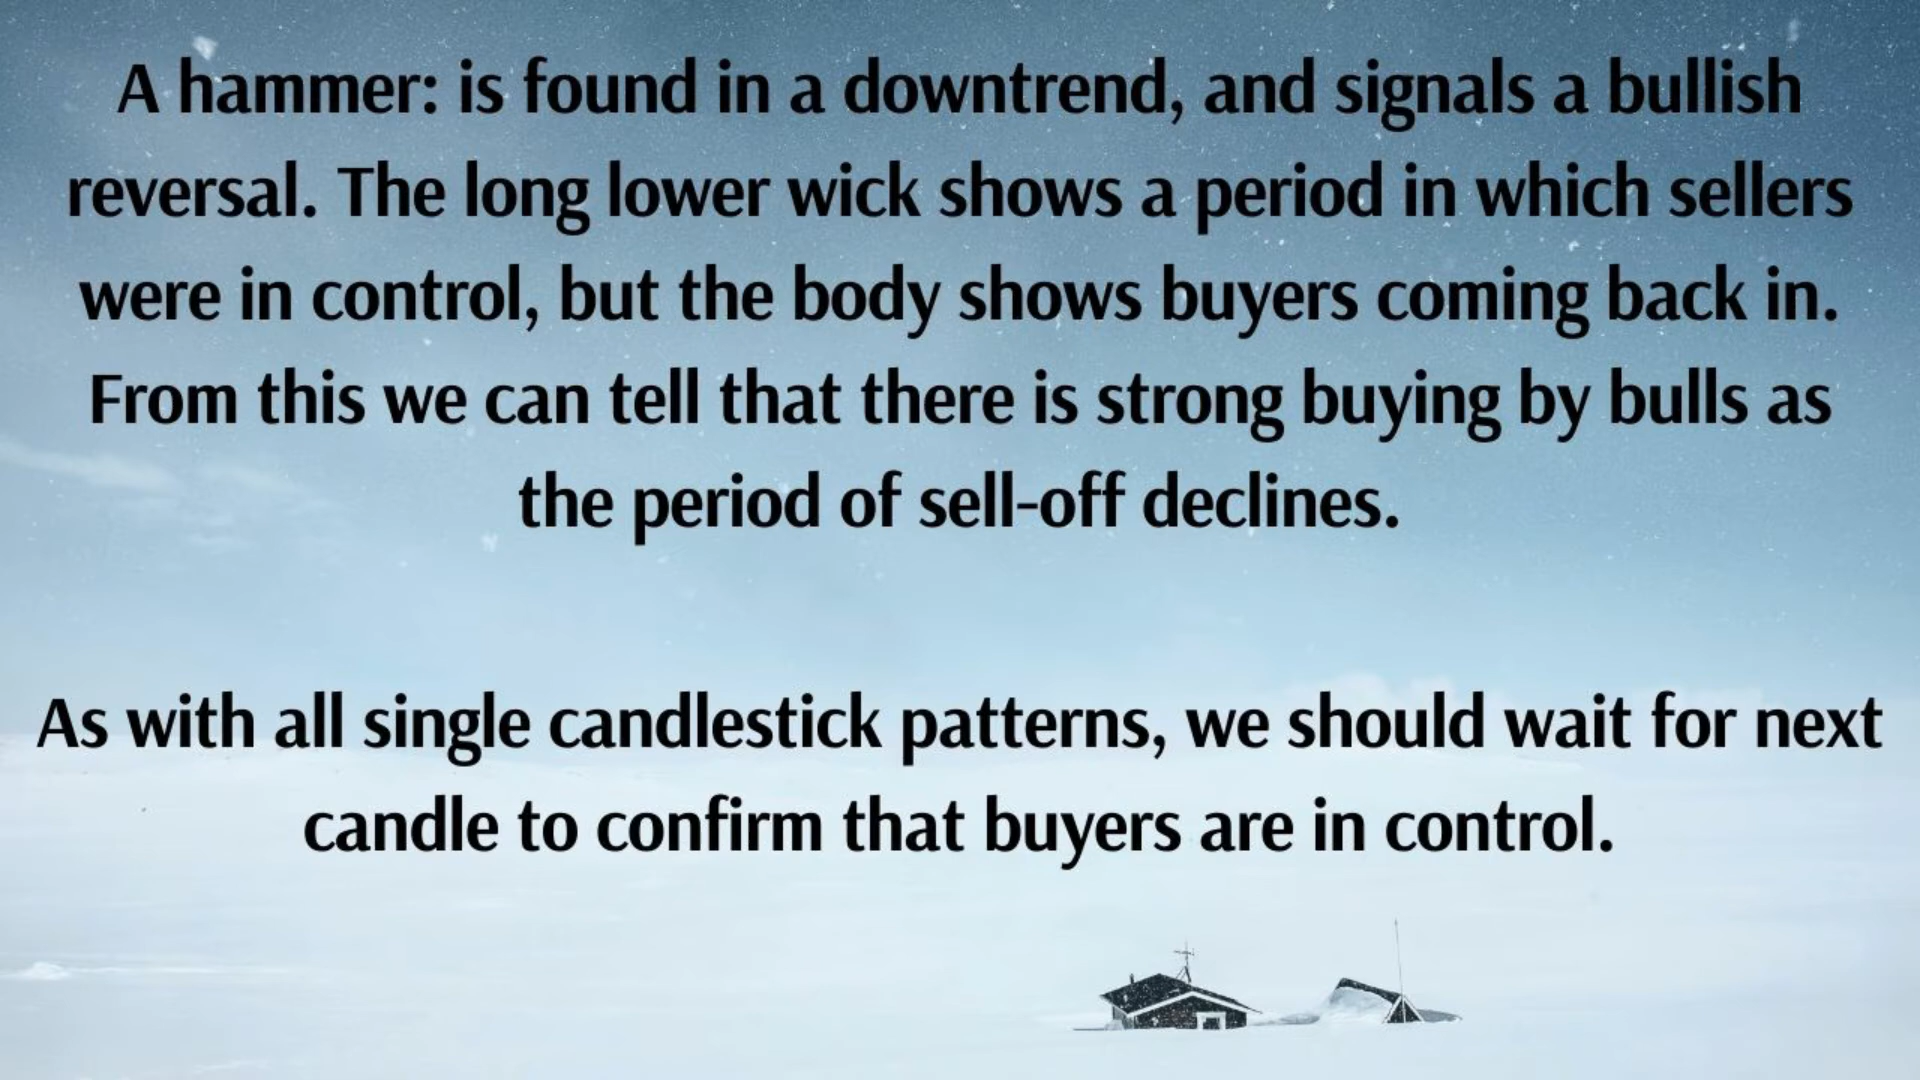 A hammer: is found in a downtrend, and signals a bullish
reversal. The long lower wick shows a period in which sellers
were in control, but the body shows buyers coming back in.
From this we can tell that there is strong buying by bulls as
the period of sell-off declines.
As with all single candlestick patterns, we should wait for next
candle to confirm that buyers are in control.